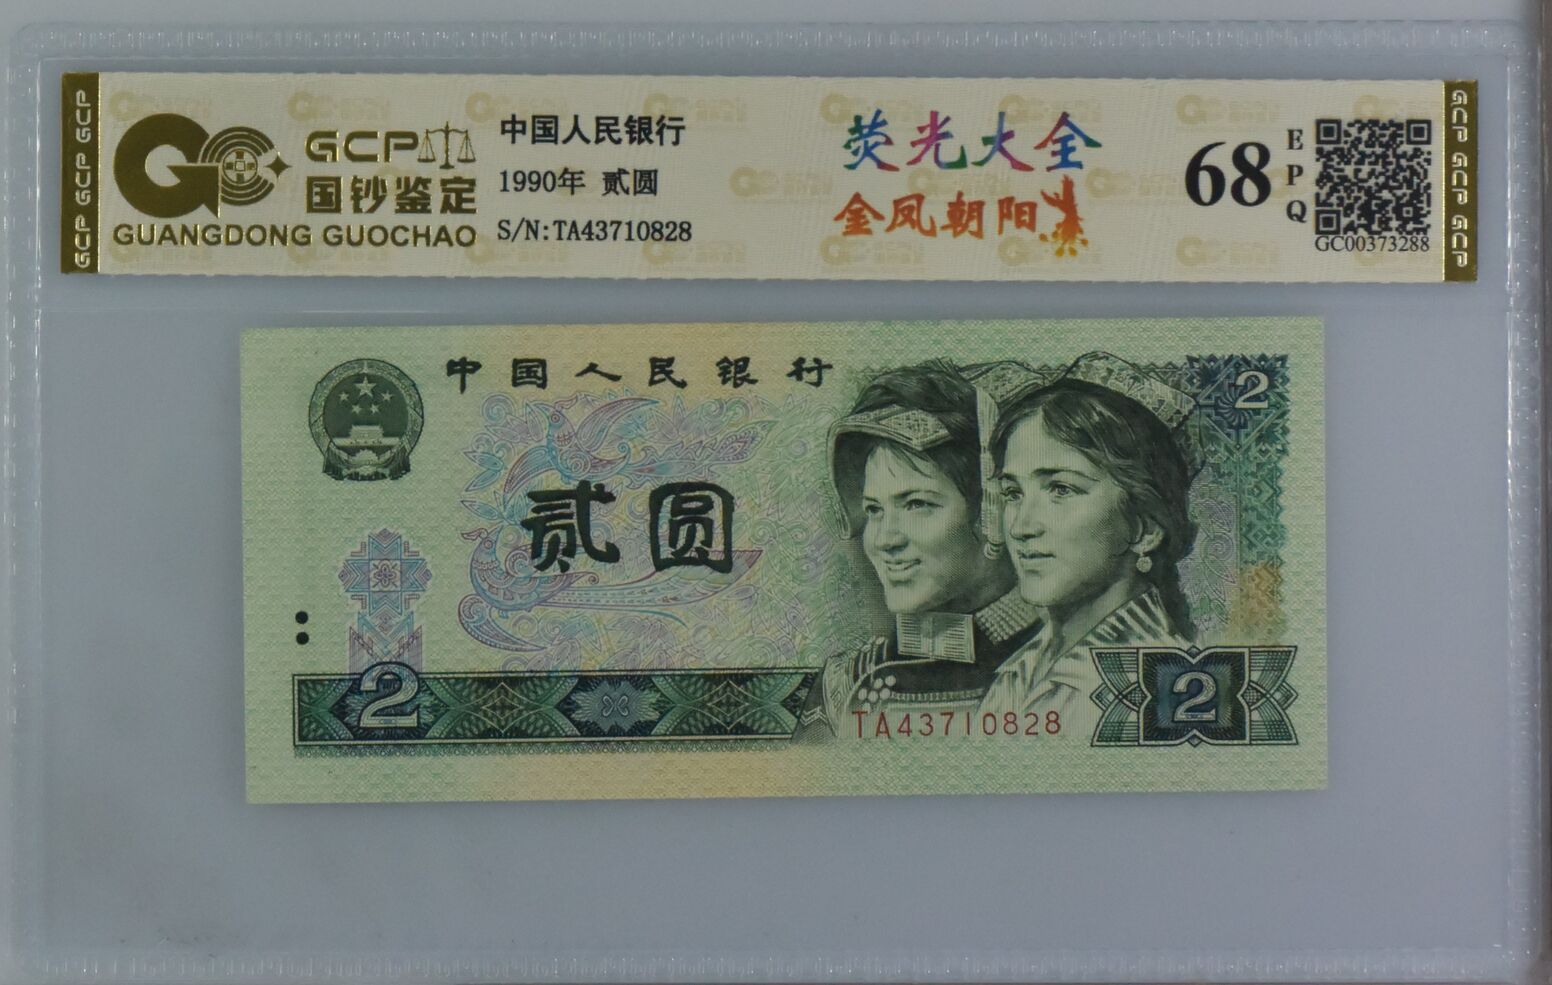 GCP GCP GCP
GCP
国钞鉴定
GUANGDONG GUOCHAO
中国人民银行
1990年 贰圆
S/N:TA43710828
荧光大全
金凤朝阳
68
EPQ
GC00373288
GCP GCP GCP
中国人民银行
2
贰圆
2
2
TA43710828